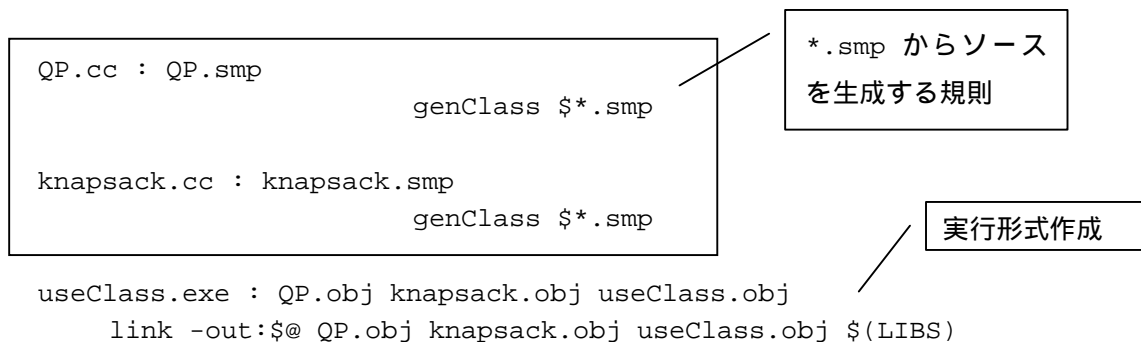 QP.cc : QP.smp
genClass $*.smp
knapsack.cc : knapsack.smp
genClass $*.smp
*.smp からソース
を生成する規則
実行形式作成
useClass.exe : QP.obj knapsack.obj useClass.obj
link -out:$@ QP.obj knapsack.obj useClass.obj $(LIBS)